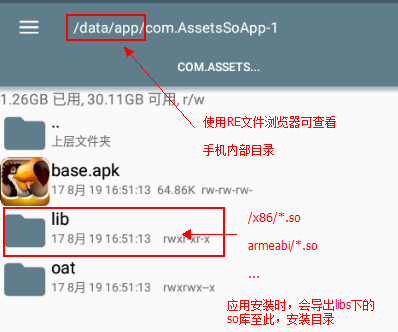 /data/app/com.AssetsSoApp-1
COM.ASSETS...
1.26GB 已用, 30.11GB 可用, r/w
..
上层文件夹
使用RE文件浏览器可查看
手机内部目录
base.apk
17 8月 19 16:51:13 64.86K rw-rw-rw-
lib
17 8月 19 16:51:13 rwxr-xr-x
/x86/*.so
armeabi/*.so
...
oat
17 8月 19 16:51:13 rwxrwx--x
应用安装时，会导出libs下的
so库至此，安装目录